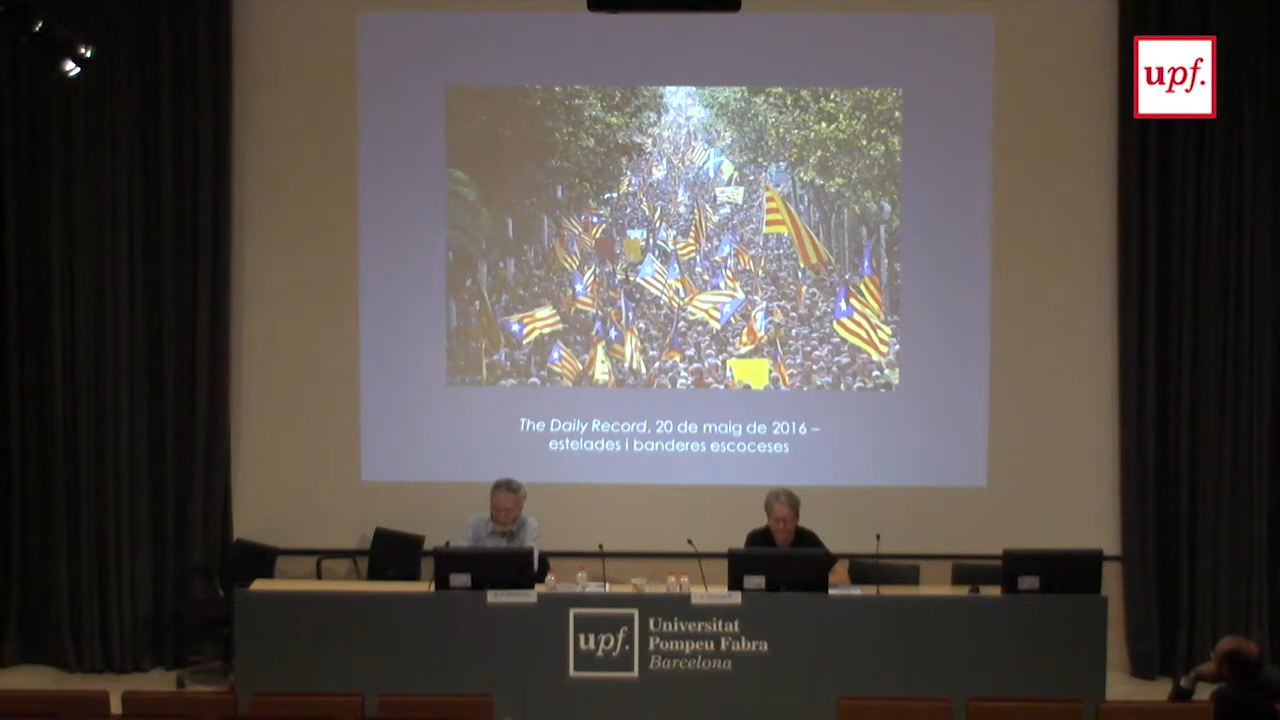 upf.
The Daily Record, 20 de maig de 2016 –
estelades i banderes escoceses
upf.
Universitat
Pompeu Fabra
Barcelona